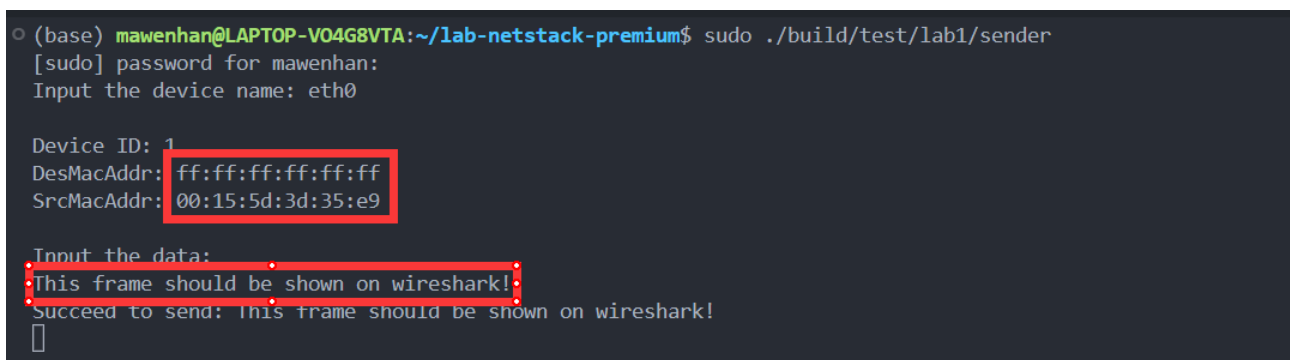 (base) mawenhan@LAPTOP-VO4G8VTA:~/lab-netstack-premium$ sudo ./build/test/lab1/sender
[sudo] password for mawenhan:
Input the device name: eth0
Device ID: 1
DesMacAddr: ff:ff:ff:ff:ff:ff
SrcMacAddr: 00:15:5d:3d:35:e9
Input the data:
This frame should be shown on wireshark!
Succeed to send: This frame should be shown on wireshark!